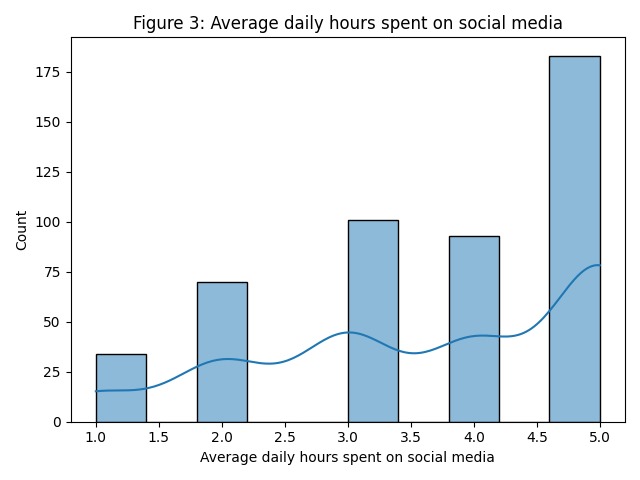 Figure 3: Average daily hours spent on social media
Count
175
150
125
100
75
50
25
0
1.0 1.5 2.0 2.5 3.0 3.5 4.0 4.5 5.0
Average daily hours spent on social media